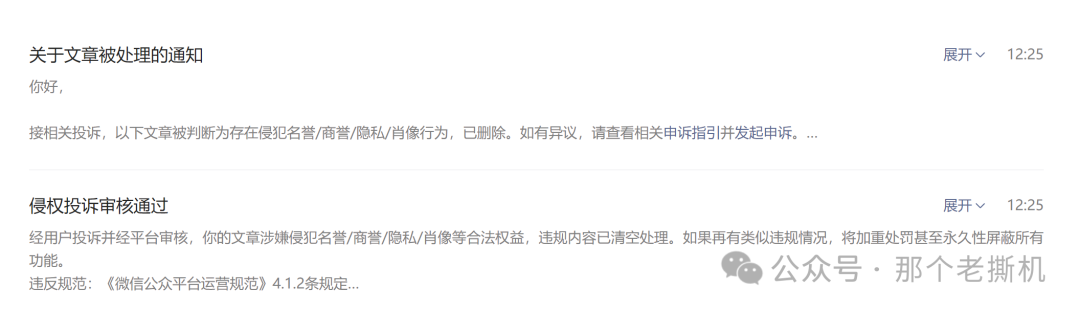 关于文章被处理的通知
展开 12:25
你好，
接相关投诉，以下文章被判断为存在侵犯名誉/商誉/隐私/肖像行为，已删除。如有异议，请查看相关申诉指引并发起申诉。...
侵权投诉审核通过
展开 12:25
经用户投诉并经平台审核，你的文章涉嫌侵犯名誉/商誉/隐私/肖像等合法权益，违规内容已清空处理。如果再有类似违规情况，将加重处罚甚至永久性屏蔽所有
功能。
违反规范：《微信公众平台运营规范》4.1.2条规定...
公众号 · 那个老撕机